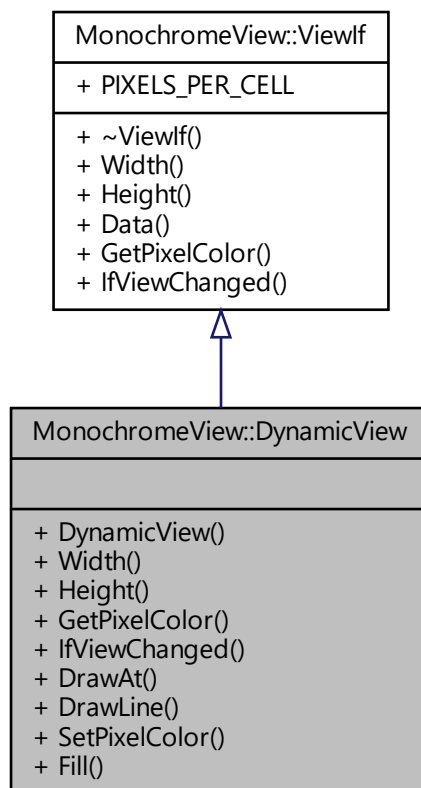 MonochromeView::ViewIf
+ PIXELS_PER_CELL
+ ~ViewIf()
+ Width()
+ Height()
+ Data()
+ GetPixelColor()
+ IfViewChanged()
MonochromeView::DynamicView
+ DynamicView()
+ Width()
+ Height()
+ GetPixelColor()
+ IfViewChanged()
+ DrawAt()
+ DrawLine()
+ SetPixelColor()
+ Fill()